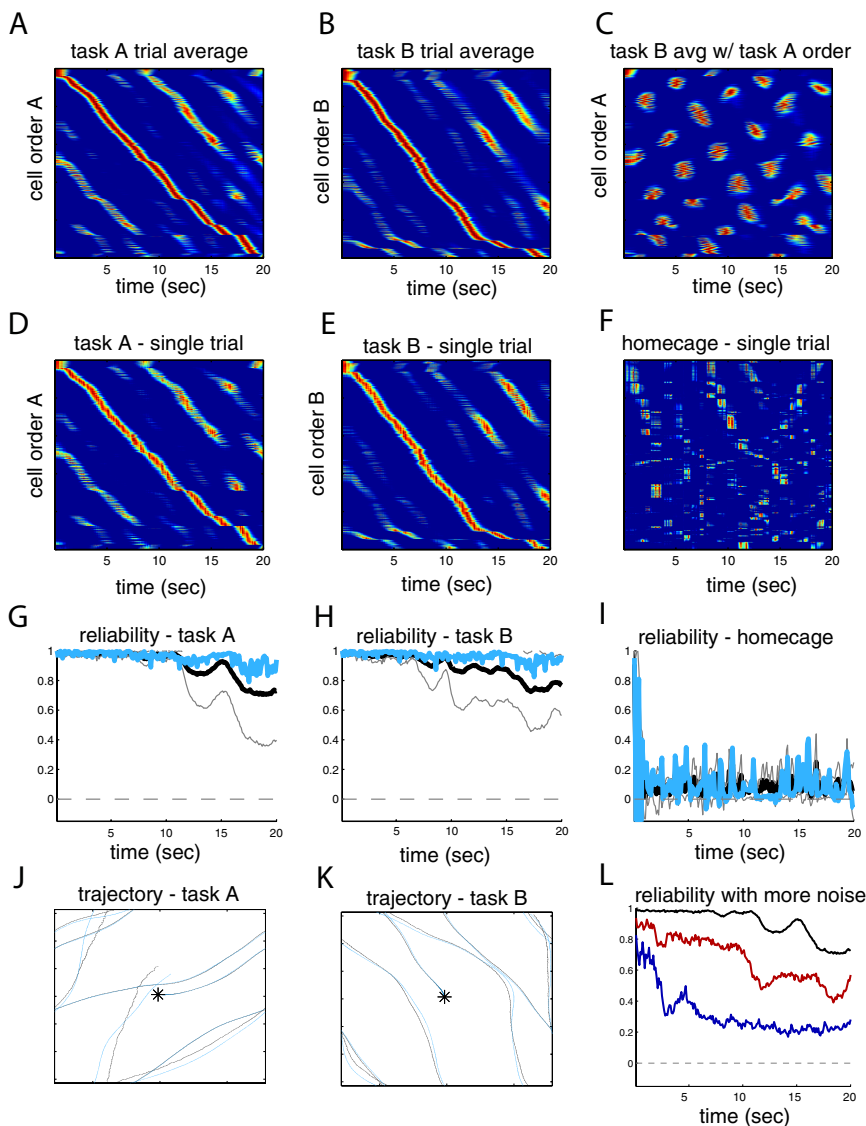 A
task A trial average
cell order A
5 10 15 20
time (sec)
B
task B trial average
cell order B
5 10 15 20
time (sec)
C
task B avg w/ task A order
cell order A
5 10 15 20
time (sec)
D
task A - single trial
cell order A
5 10 15 20
time (sec)
E
task B - single trial
cell order B
5 10 15 20
time (sec)
F
homecage - single trial
5 10 15 20
time (sec)
G
reliability - task A
1
0.8
0.6
0.4
0.2
0
5 10 15 20
time (sec)
H
reliability - task B
1
0.8
0.6
0.4
0.2
0
5 10 15 20
time (sec)
I
reliability - homecage
1
0.8
0.6
0.4
0.2
0
5 10 15 20
time (sec)
J
trajectory - task A
K
trajectory - task B
L
reliability with more noise
1
0.8
0.6
0.4
0.2
0
5 10 15 20
time (sec)